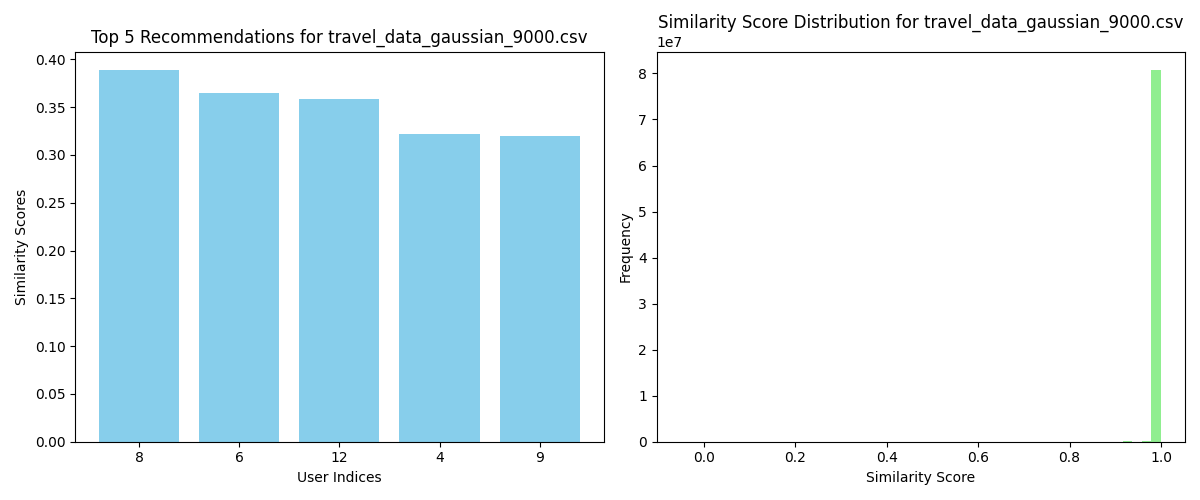 Top 5 Recommendations for travel_data_gaussian_9000.csv
0.40
0.35
0.30
0.25
0.20
0.15
0.10
0.05
0.00
Similarity Scores
8 6 12 4 9
User Indices
Similarity Score Distribution for travel_data_gaussian_9000.csv
1e7
8
7
6
5
4
3
2
1
0
Frequency
0.0 0.2 0.4 0.6 0.8 1.0
Similarity Score